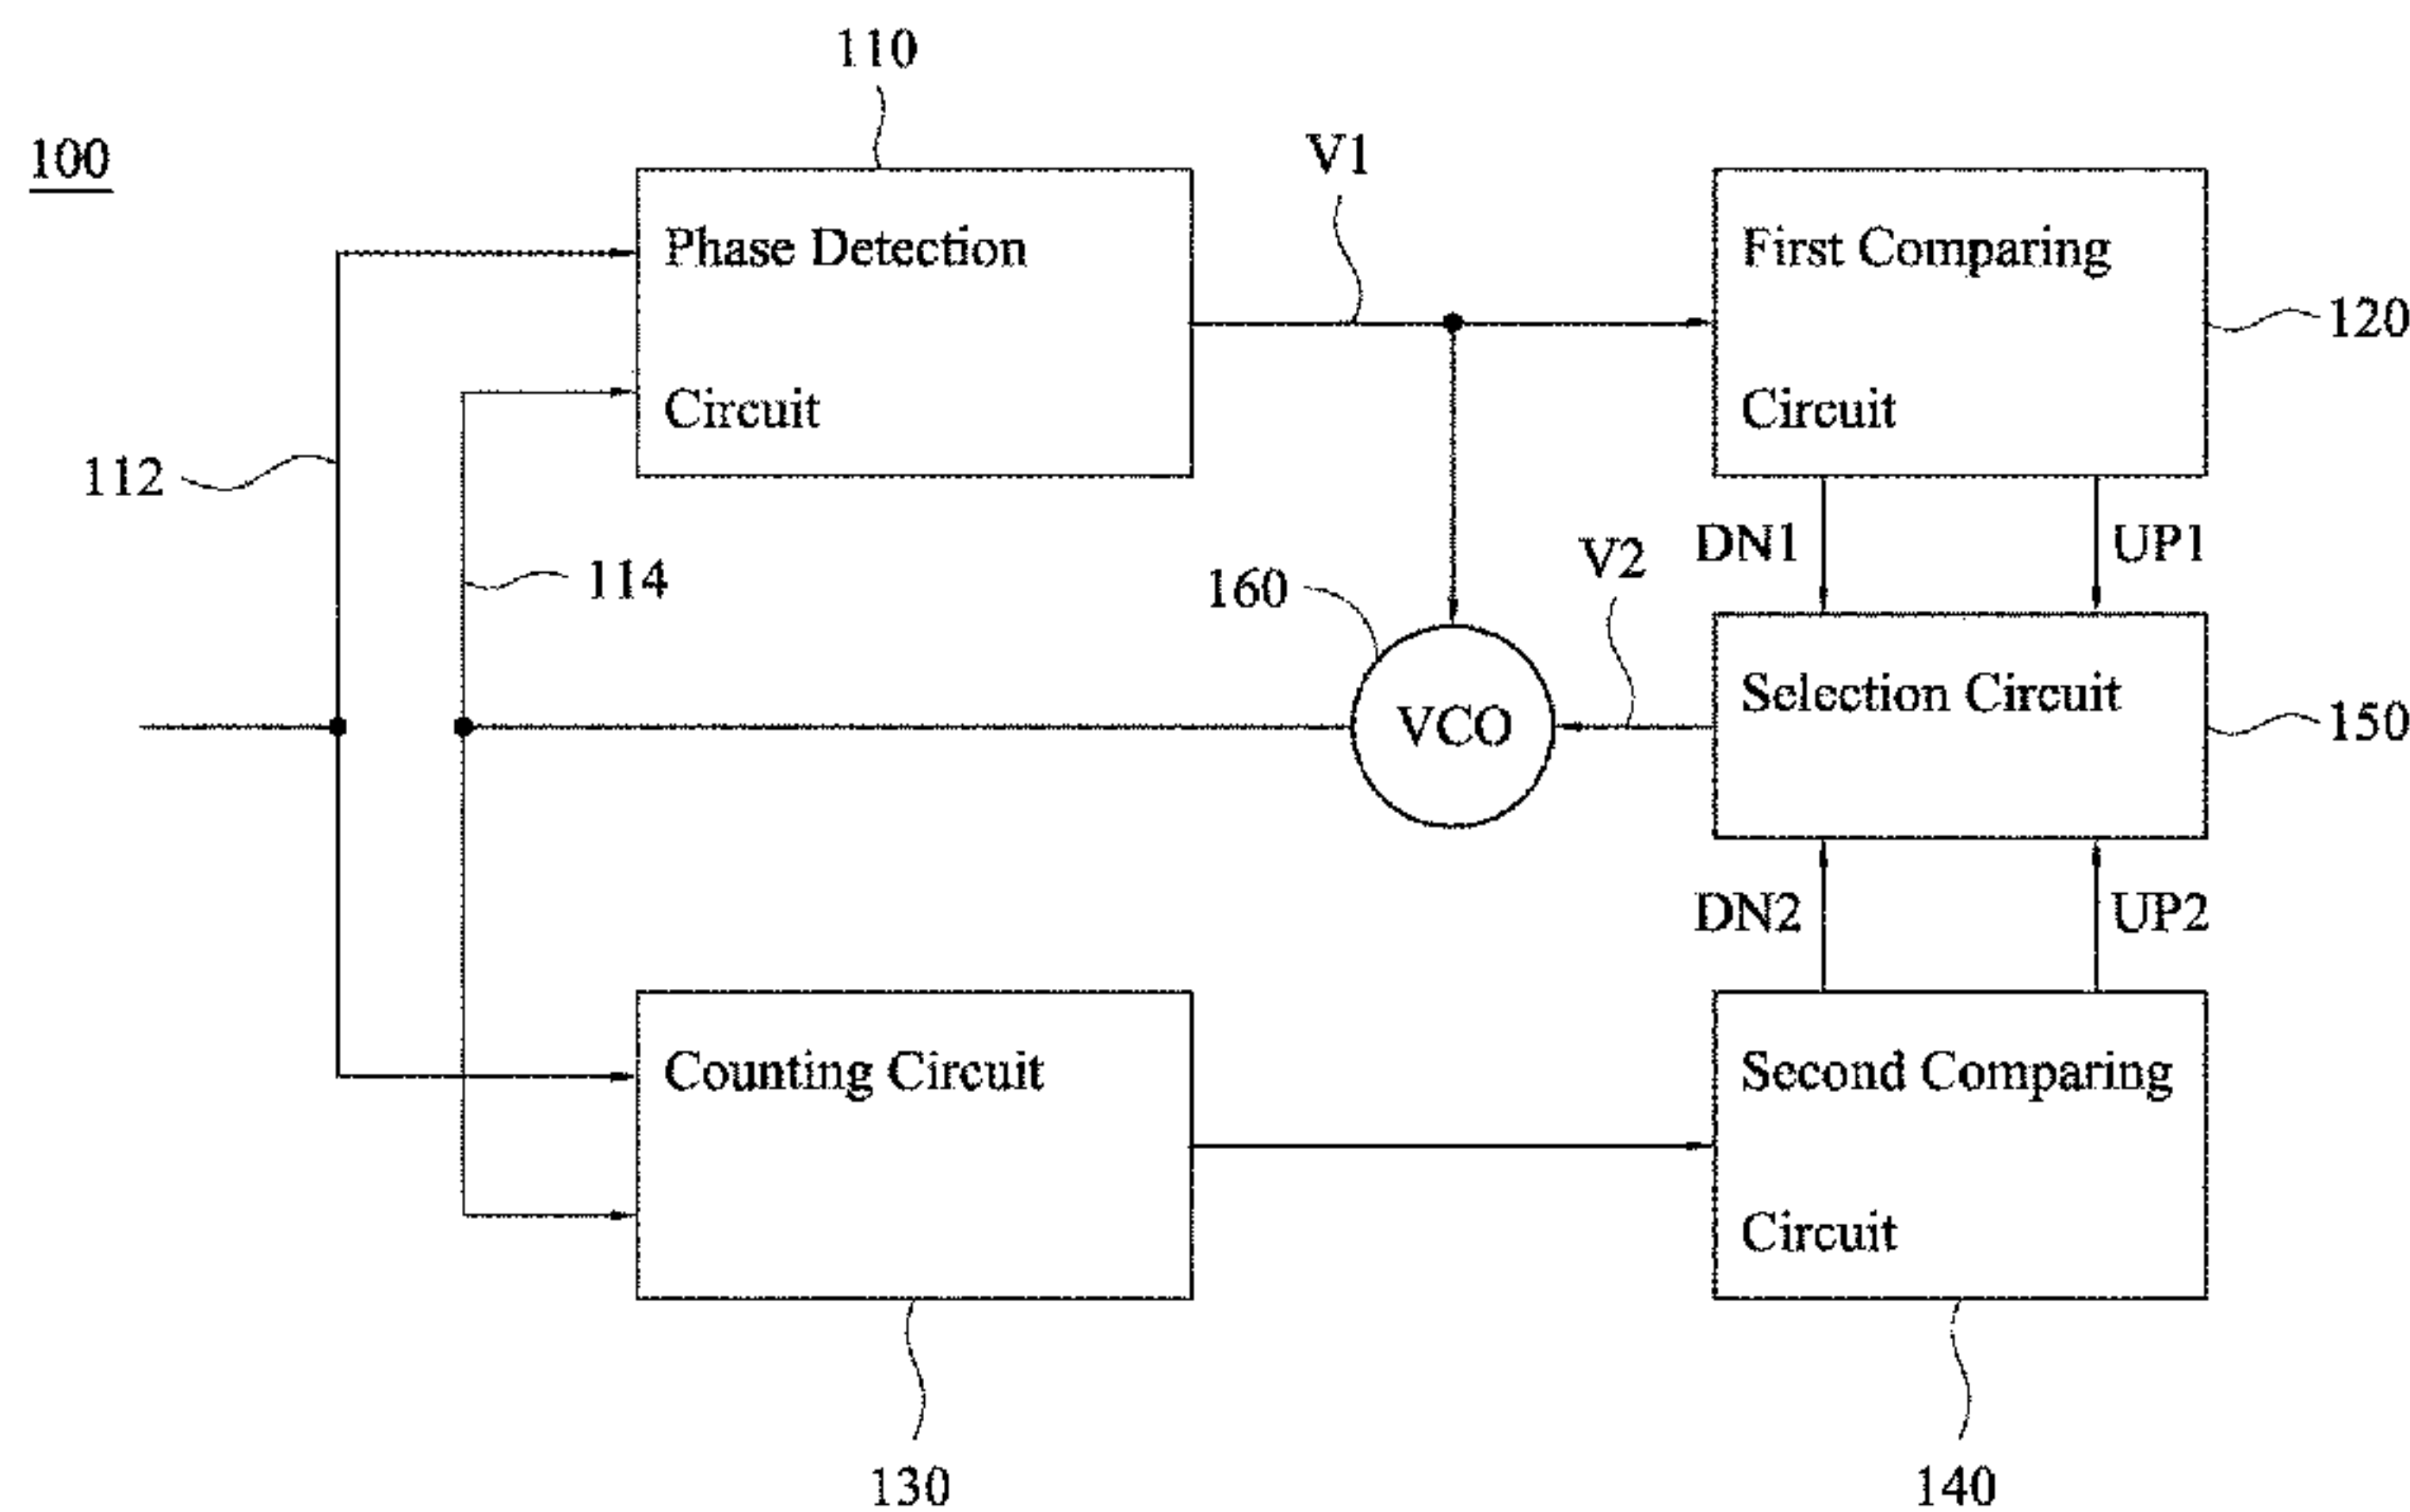 110
100
V1
Phase Detection
Circuit
First Comparing
Circuit
120
112
114
DN1
UP1
160
V2
VCO
Selection Circuit
150
DN2
UP2
Counting Circuit
Second Comparing
Circuit
130
140